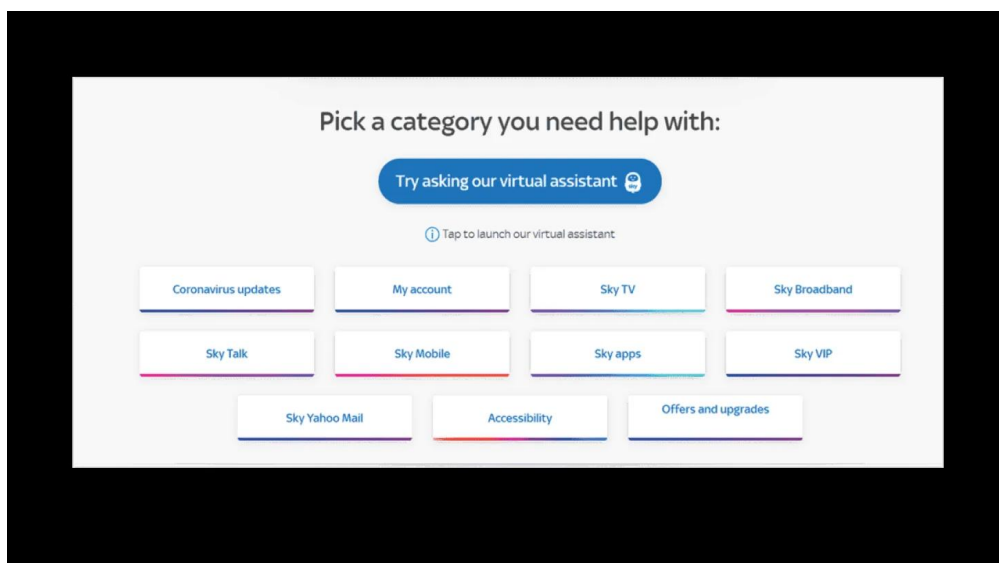 Pick a category you need help with:
Try asking our virtual assistant
Tap to launch our virtual assistant
Coronavirus updates
My account
Sky TV
Sky Broadband
Sky Talk
Sky Mobile
Sky apps
Sky VIP
Sky Yahoo Mail
Accessibility
Offers and upgrades